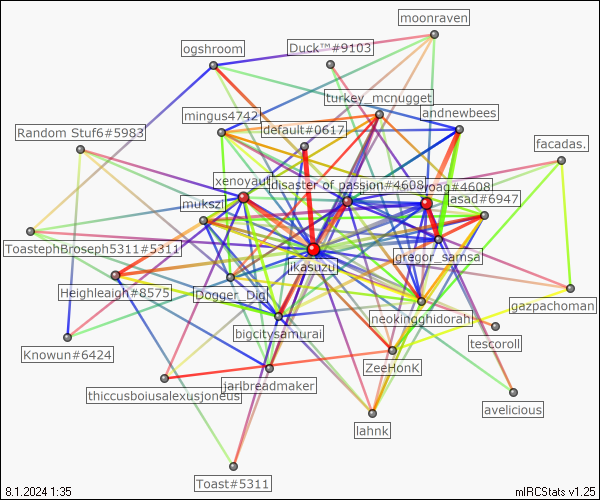 moonraven
ogshroom
Duck™#9103
turkey_mcnugget
mingus4742
andnewbees
default#0617
Random Stuf6#5983
facadas.
xenoyaut
disaster of passion#4608
yoag#4608
mukszi
asad#6947
ToastephBroseph5311#5311
gregor_samsa
jikasuzu
Heighleaigh#8575
Dogger_Dig
gazpachoman
neokingghidorah
bigcitysamurai
tescoroll
Knowun#6424
ZeeHonK
thiccusboiusalexusjoneus
jarlbreadmaker
avelicious
lahnk
Toast#5311
8.1.2024 1:35
mIRCStats v1.25